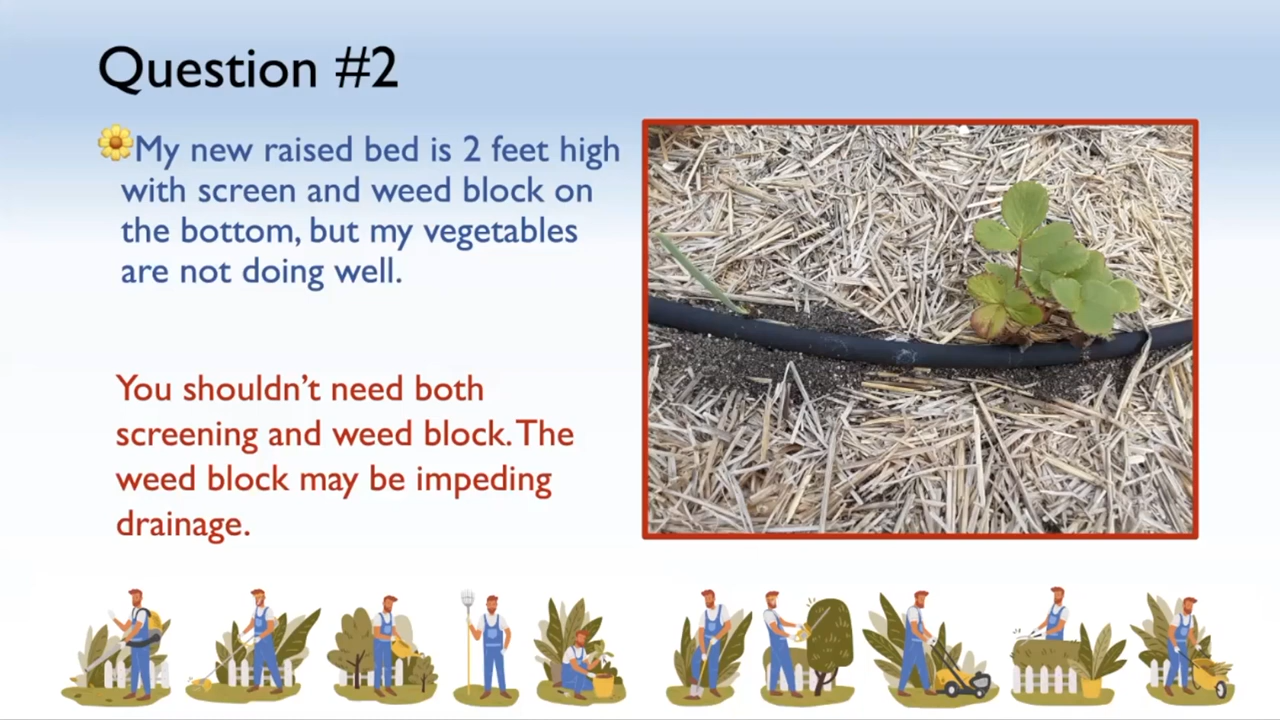 Question #2
My new raised bed is 2 feet high
with screen and weed block on
the bottom, but my vegetables
are not doing well.
You shouldn't need both
screening and weed block. The
weed block may be impeding
drainage.